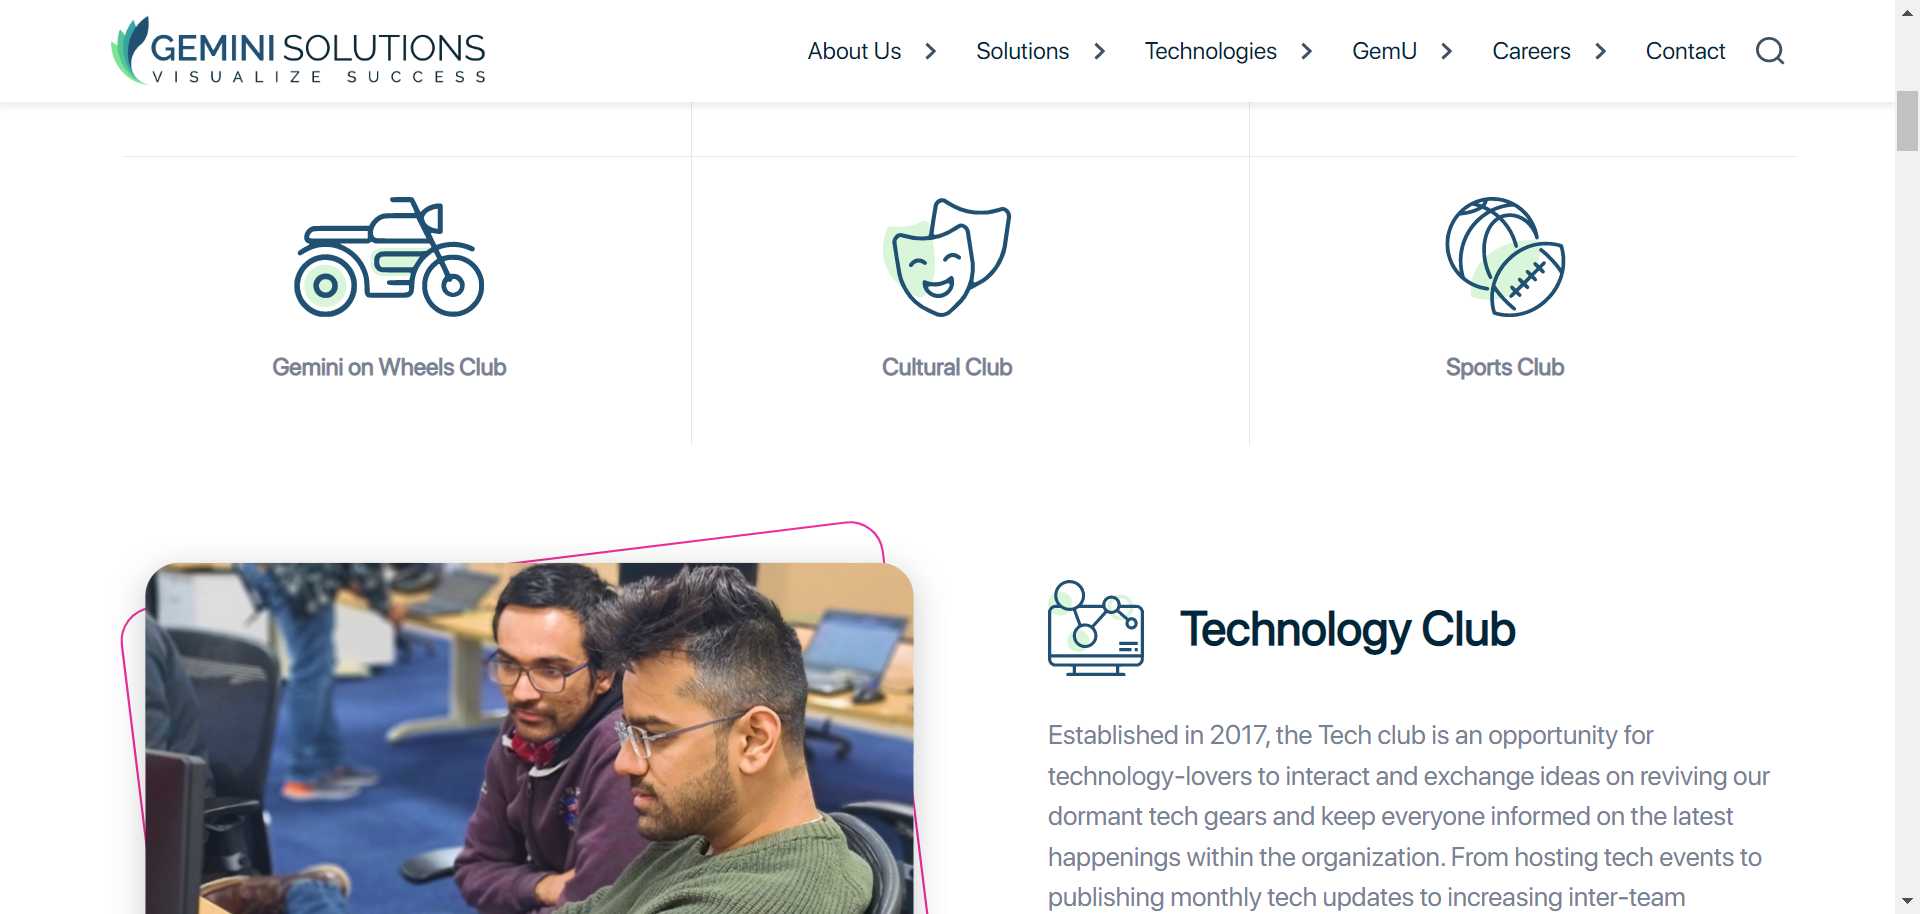 GEMINI SOLUTIONS
VISUALIZE SUCCESS
About Us
Solutions
Technologies
GemU
Careers
Contact
Gemini on Wheels Club
Cultural Club
Sports Club
Technology Club
Established in 2017, the Tech club is an opportunity for
technology-lovers to interact and exchange ideas on reviving our
dormant tech gears and keep everyone informed on the latest
happenings within the organization. From hosting tech events to
publishing monthly tech updates to increasing inter-team